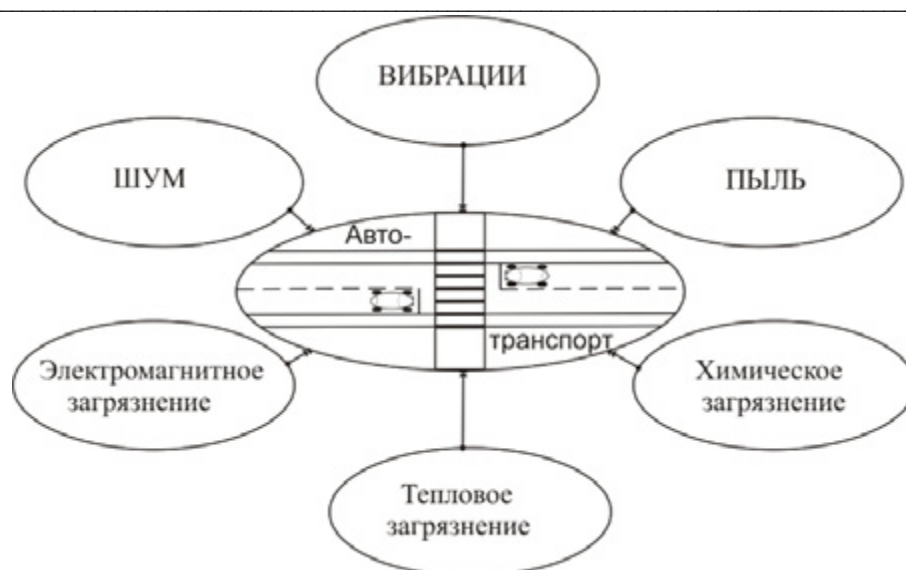 ВИБРАЦИИ
ШУМ
ПЫЛЬ
Авто-
транспорт
Электромагнитное
загрязнение
Химическое
загрязнение
Тепловое
загрязнение